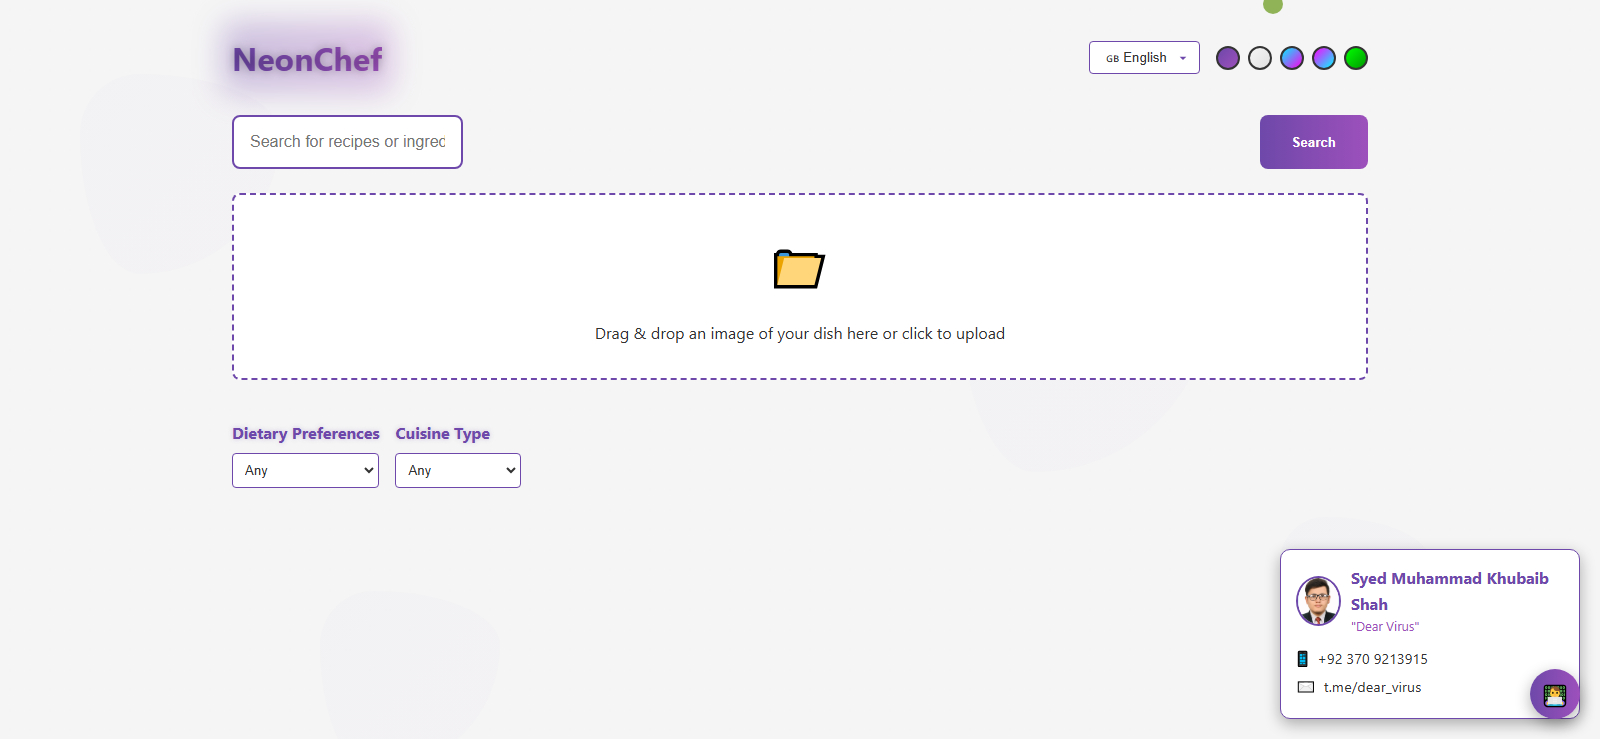 NeonChef
GB English
Search for recipes or ingred
Search
Drag & drop an image of your dish here or click to upload
Dietary Preferences
Cuisine Type
Any
Any
Syed Muhammad Khubaib
Shah
"Dear Virus"
+92 370 9213915
t.me/dear_virus